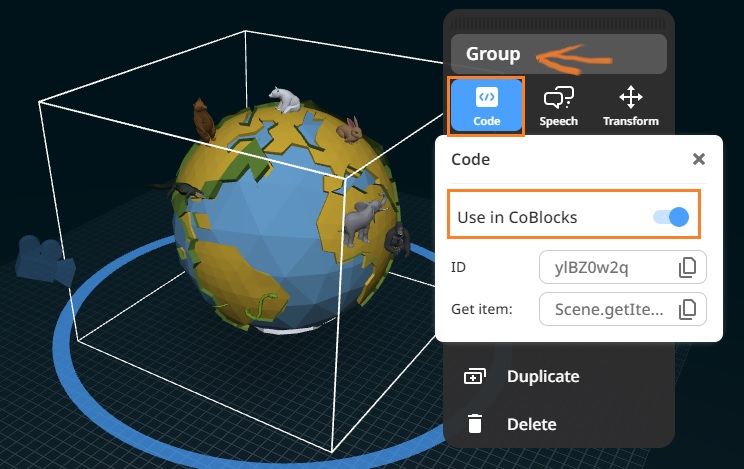 Group
Code
Speech
Transform
Code
Use in CoBlocks
ID
ylBZ0w2q
Get item:
Scene.getIte...
Duplicate
Delete